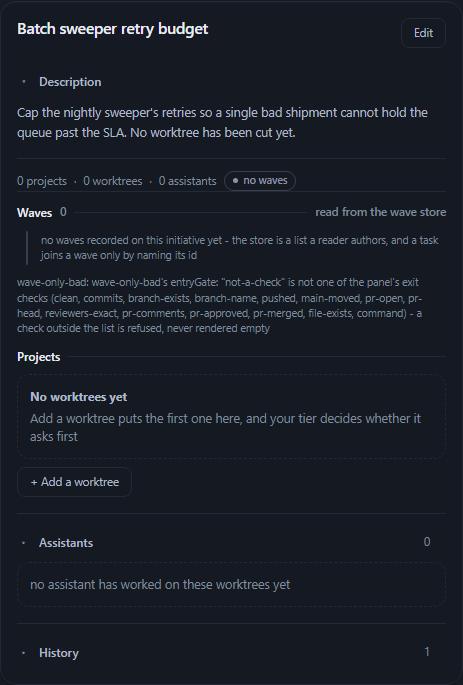 Batch sweeper retry budget
Edit
Description
Cap the nightly sweeper's retries so a single bad shipment cannot hold the
queue past the SLA. No worktree has been cut yet.
0 projects · 0 worktrees · 0 assistants • no waves
Waves 0 read from the wave store
no waves recorded on this initiative yet - the store is a list a reader authors, and a task
joins a wave only by naming its id
wave-only-bad: wave-only-bad's entryGate: "not-a-check" is not one of the panel's exit
checks (clean, commits, branch-exists, branch-name, pushed, main-moved, pr-open, pr-
head, reviewers-exact, pr-comments, pr-approved, pr-merged, file-exists, command) - a
check outside the list is refused, never rendered empty
Projects
No worktrees yet
Add a worktree puts the first one here, and your tier decides whether it
asks first
+ Add a worktree
Assistants 0
no assistant has worked on these worktrees yet
History 1